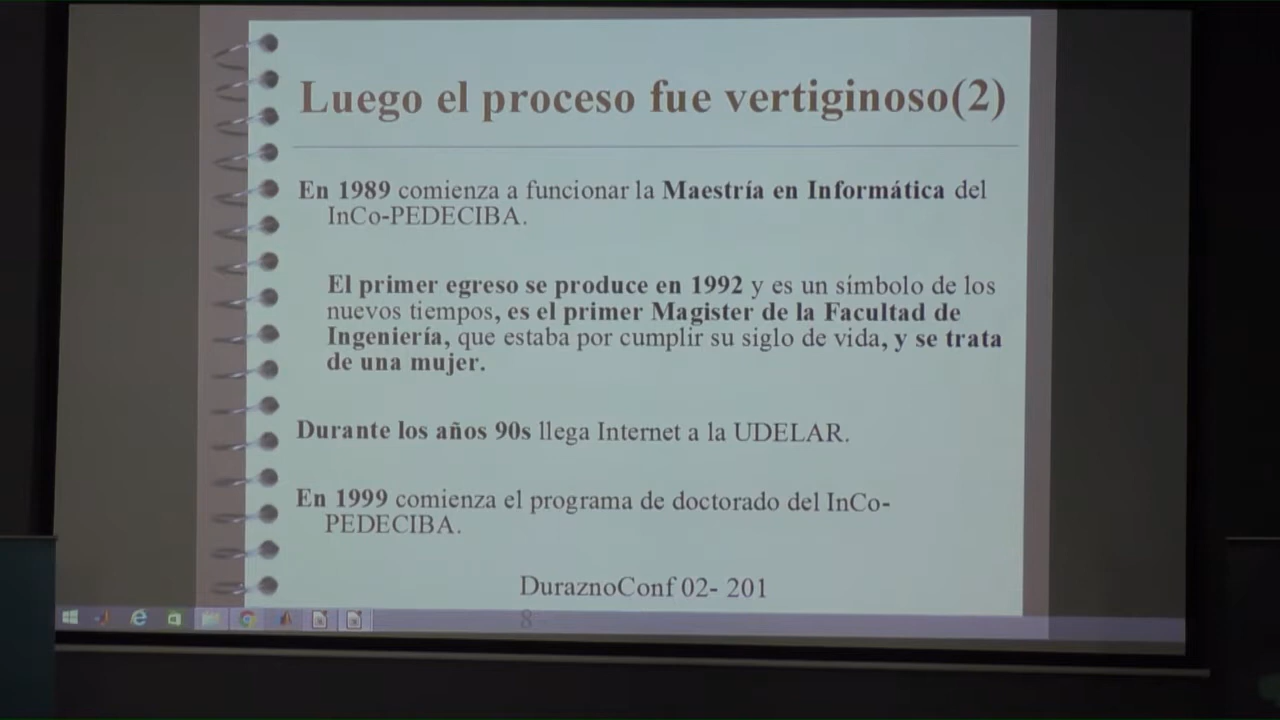 Luego el proceso fue vertiginoso(2)
En 1989 comienza a funcionar la Maestría en Informática del
InCo-PEDECIBA.
El primer egreso se produce en 1992 y es un símbolo de los
nuevos tiempos, es el primer Magister de la Facultad de
Ingeniería, que estaba por cumplir su siglo de vida, y se trata
de una mujer.
Durante los años 90s llega Internet a la UDELAR.
En 1999 comienza el programa de doctorado del InCo-
PEDECIBA.
DuraznoConf 02- 201
8